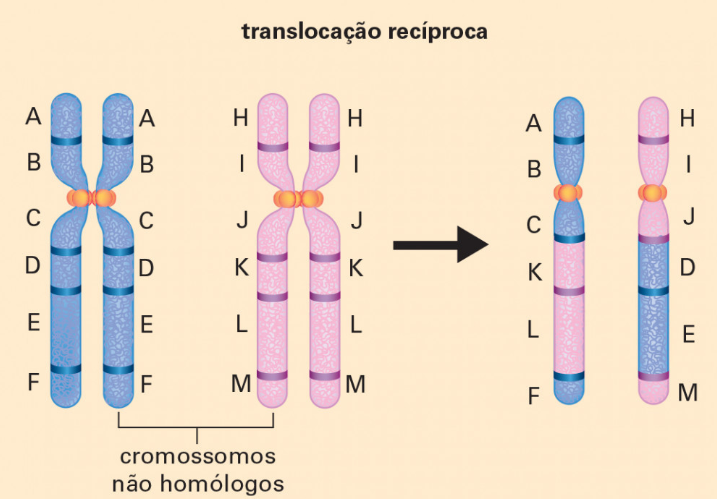 translocação recíproca
A A H H A H
B B I I B I
C C J J C J
D D K K K D
E E L L L E
F F M M F M
cromossomos
não homólogos